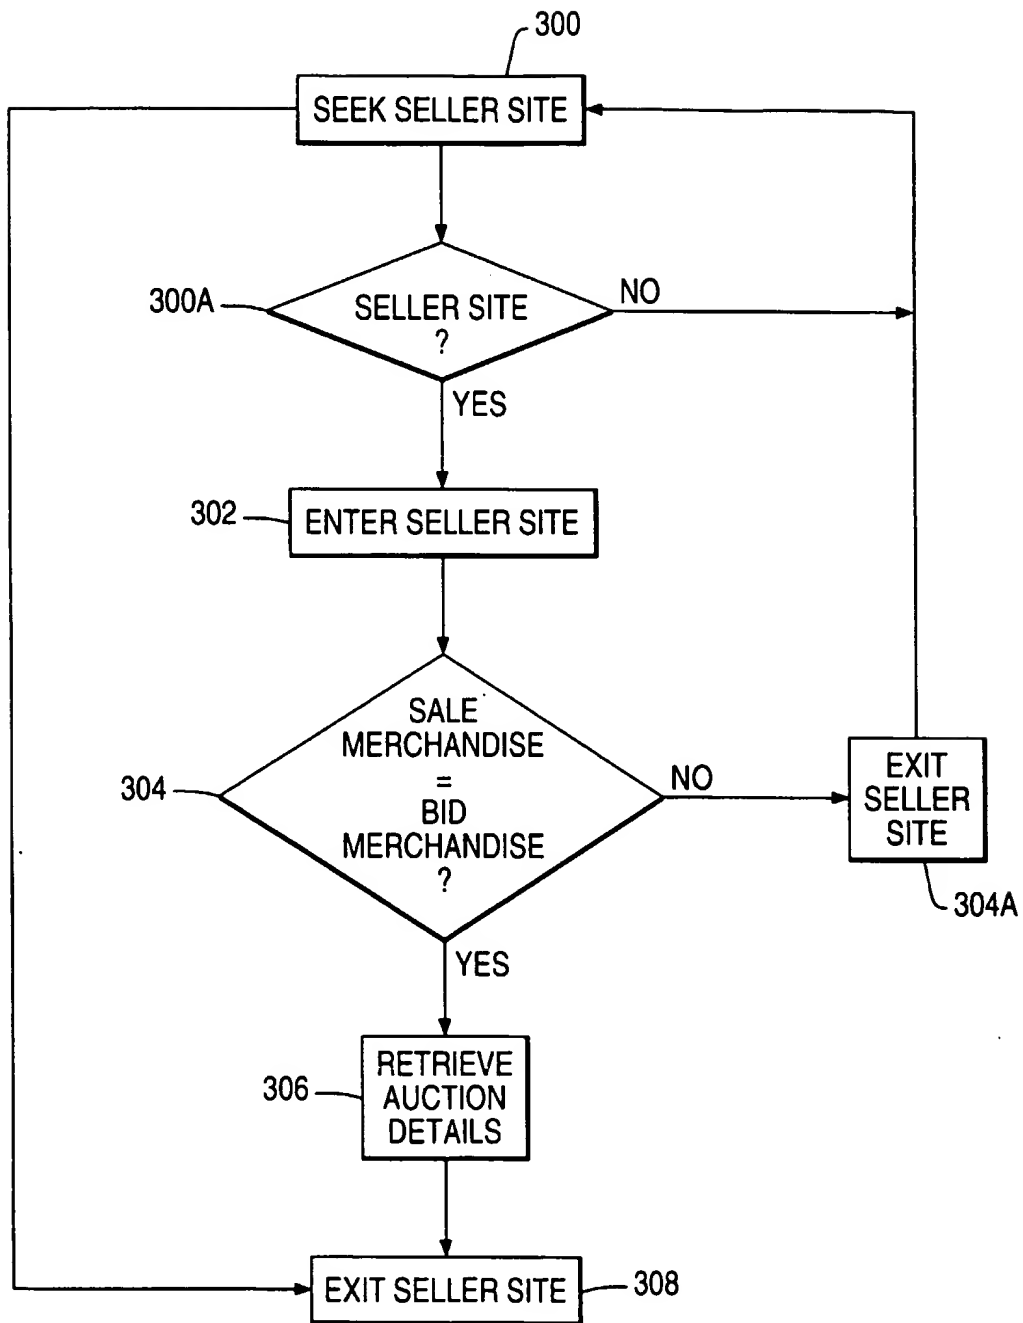 300
SEEK SELLER SITE
300A
SELLER SITE
?
NO
YES
302
ENTER SELLER SITE
304
SALE
MERCHANDISE
=
BID
MERCHANDISE
?
NO
EXIT
SELLER
SITE
304A
YES
306
RETRIEVE
AUCTION
DETAILS
EXIT SELLER SITE
308